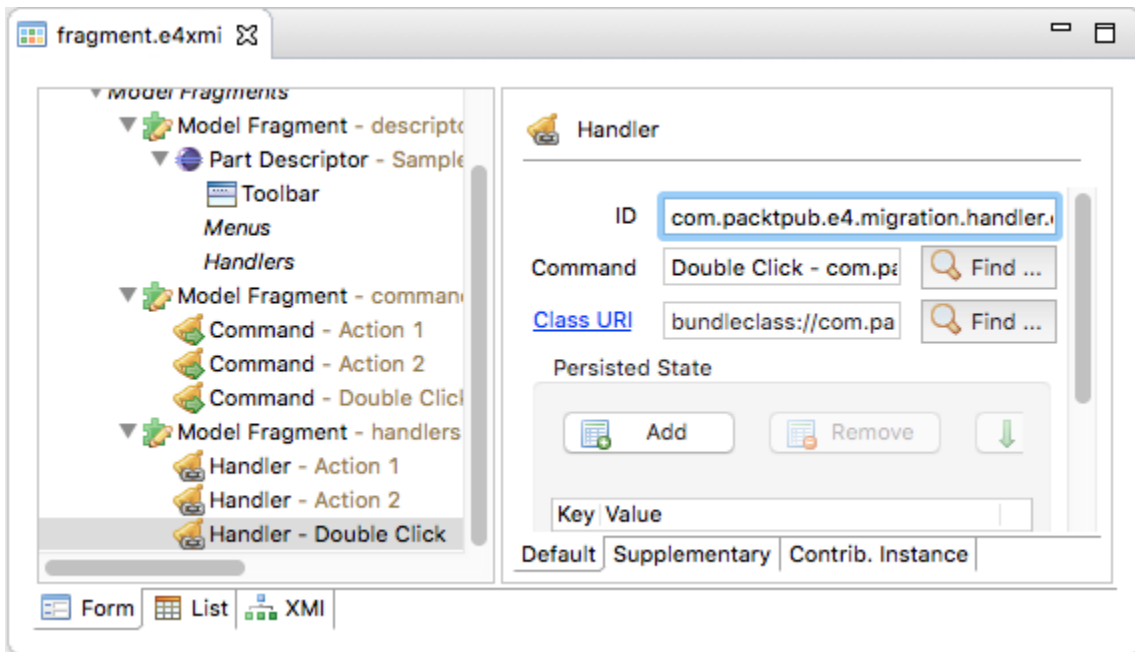 fragment.e4xmi
Model Fragments
Model Fragment - descripto
Part Descriptor - Sample
Toolbar
Menus
Handlers
Model Fragment - comman
Command - Action 1
Command - Action 2
Command - Double Clic
Model Fragment - handlers
Handler - Action 1
Handler - Action 2
Handler - Double Click
Handler
ID com.packtpub.e4.migration.handler.
Command Double Click - com.pa Find ...
Class URI bundleclass://com.pa Find ...
Persisted State
Add Remove
Key Value
Default Supplementary Contrib. Instance
Form List XMI